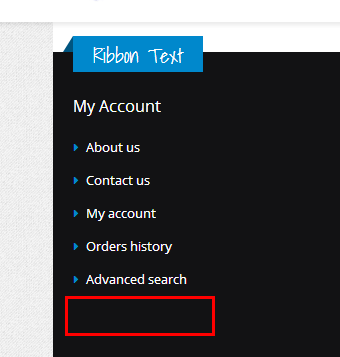 Ribbon Text
My Account
About us
Contact us
My account
Orders history
Advanced search